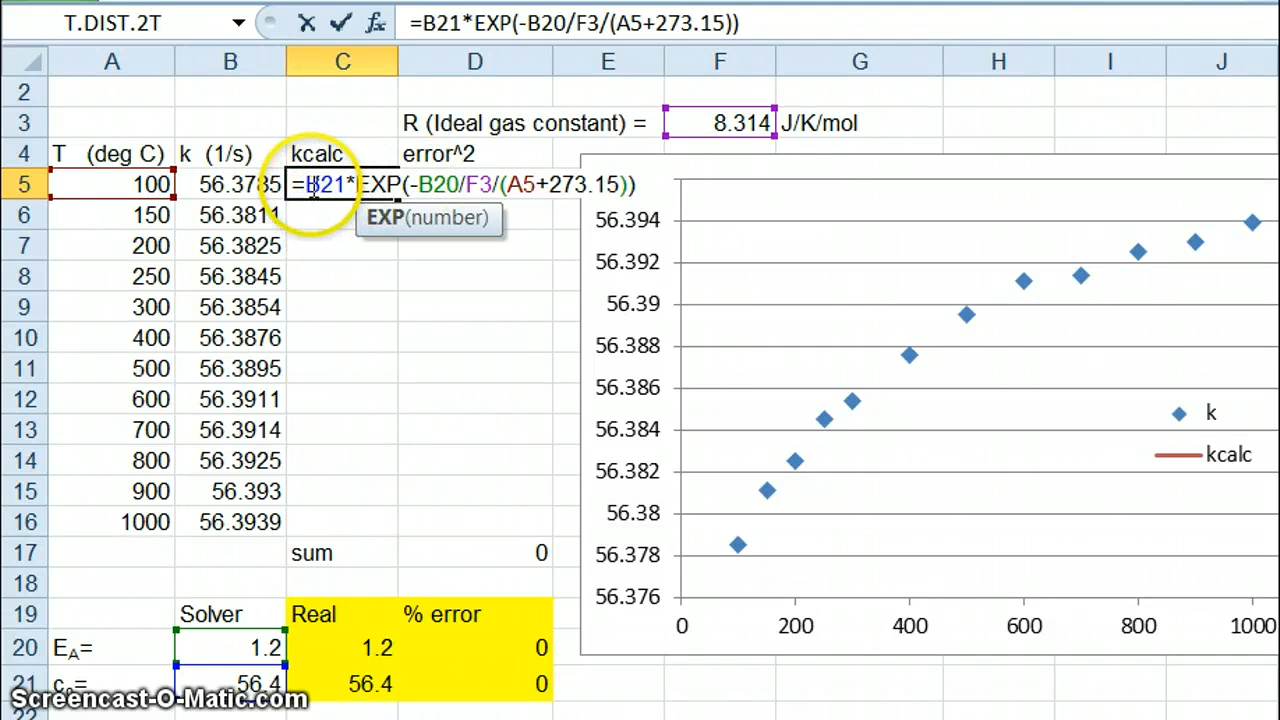 T.DIST.2T
=B21*EXP(-B20/F3/(A5+273.15))
A B C D E F G H I J
2
3 R (Ideal gas constant) = 8.314 J/K/mol
4 T (deg C) k (1/s) kcalc error^2
5 100 56.3785 =B21*EXP(-B20/F3/(A5+273.15))
EXP(number)
6 150 56.3811
7 200 56.3825
8 250 56.3845
9 300 56.3854
10 400 56.3876
11 500 56.3895
12 600 56.3911
13 700 56.3914
14 800 56.3925
15 900 56.393
16 1000 56.3939
17 sum 0
18
19 Solver Real % error
20 EA= 1.2 1.2 0
21 56.4 56.4 0
22
56.394
56.392
56.39
56.388
56.386
56.384
56.382
56.38
56.378
56.376
0 200 400 600 800 1000
k
kcalc
Screencast-O-Matic.com